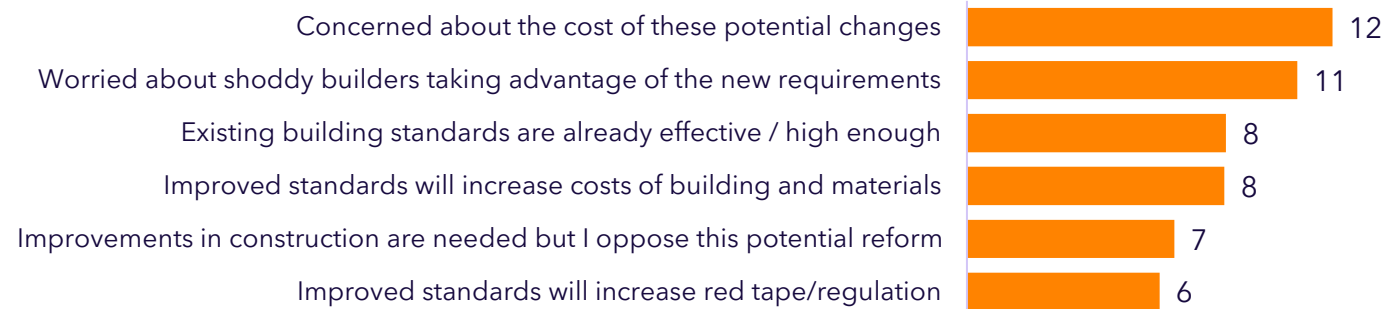 Concerned about the cost of these potential changes 12
Worried about shoddy builders taking advantage of the new requirements 11
Existing building standards are already effective / high enough 8
Improved standards will increase costs of building and materials 8
Improvements in construction are needed but I oppose this potential reform 7
Improved standards will increase red tape/regulation 6